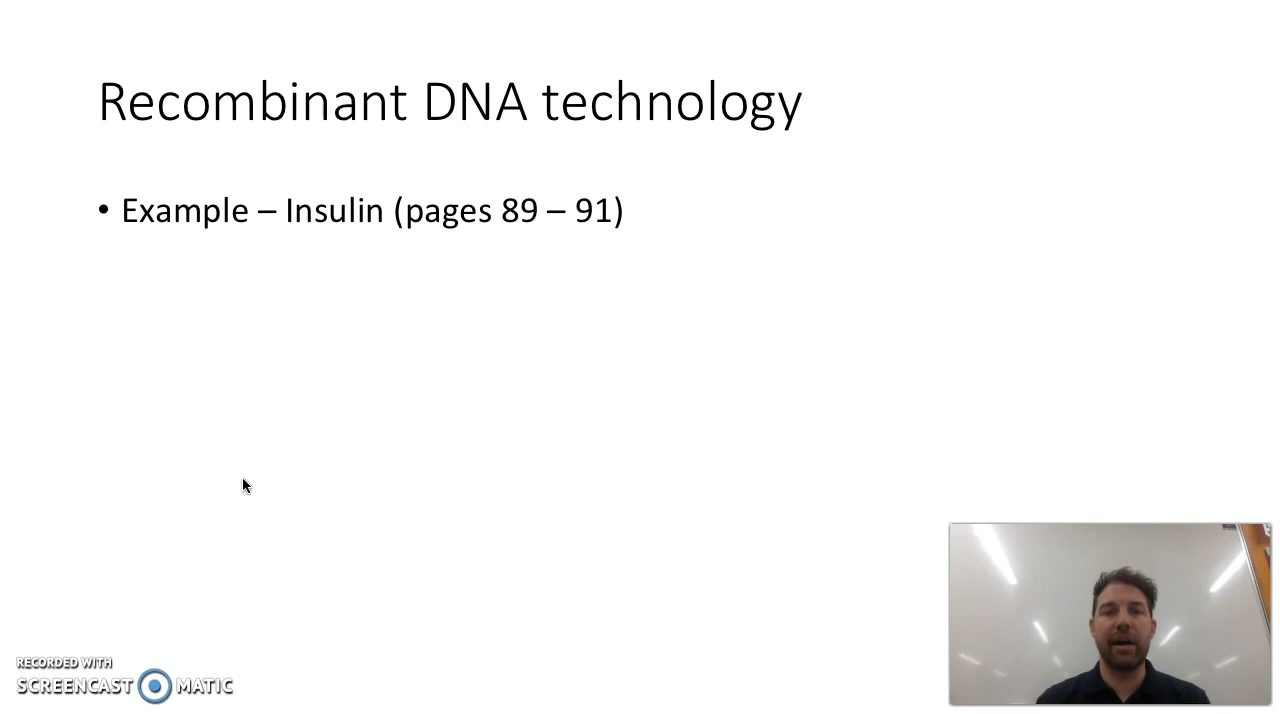 Recombinant DNA technology
• Example – Insulin (pages 89 – 91)
RECORDED WITH
SCREENCAST MATIC